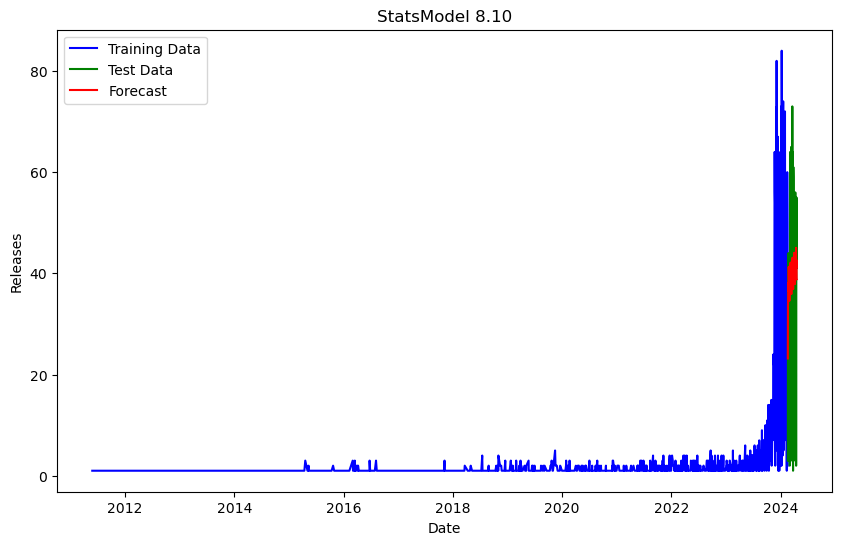 StatsModel 8.10
Training Data
Test Data
Forecast
80
60
40
20
0
Releases
2012 2014 2016 2018 2020 2022 2024
Date